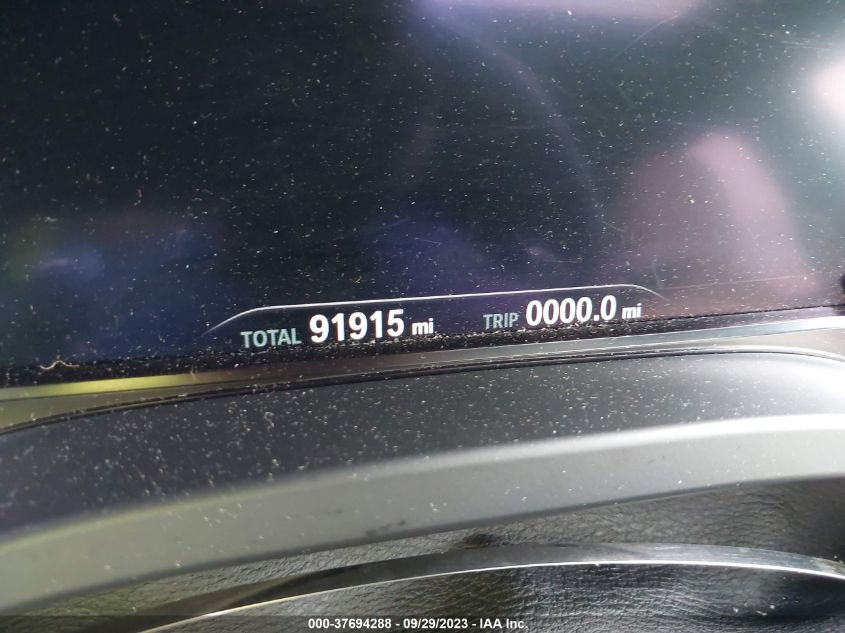 TOTAL 91915 mi TRIP 0000.0 mi
000-37694288 - 09/29/2023 - IAA Inc.